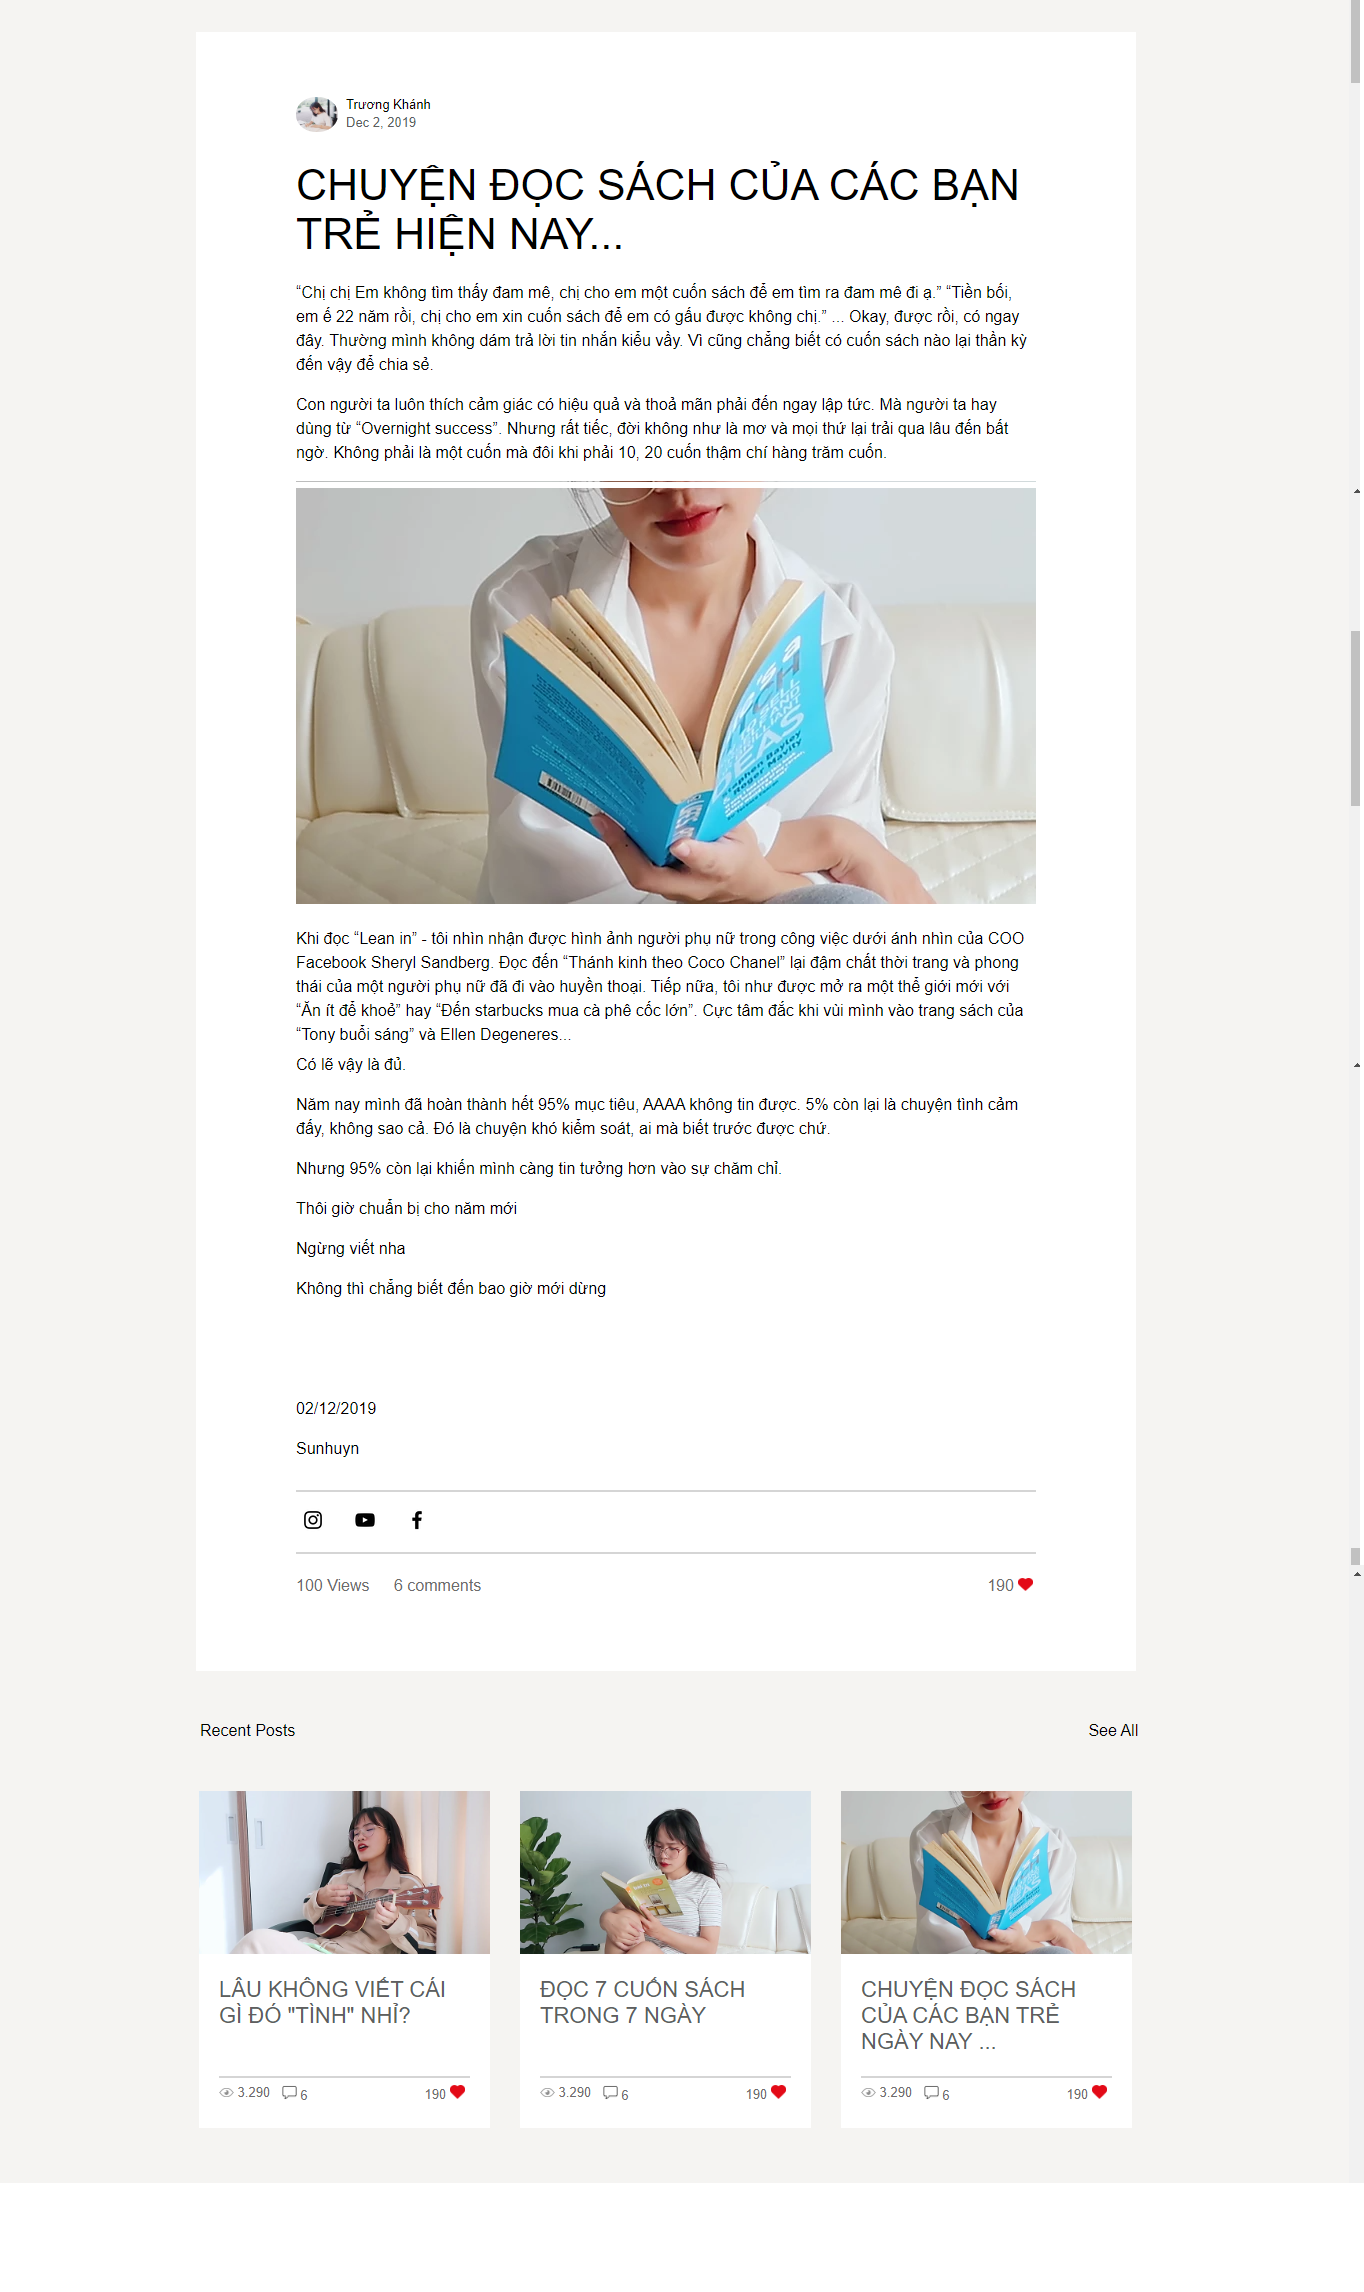 Trương Khánh
Dec 2, 2019
CHUYỆN ĐỌC SÁCH CỦA CÁC BẠN
TRẺ HIỆN NAY...
“Chị chị Em không tìm thấy đam mê, chị cho em một cuốn sách để em tìm ra đam mê đi ạ.” “Tiền bối,
em ế 22 năm rồi, chị cho em xin cuốn sách để em có gấu được không chị.” ... Okay, được rồi, có ngay
đây. Thường mình không dám trả lời tin nhắn kiểu vầy. Vì cũng chẳng biết có cuốn sách nào lại thần kỳ
đến vậy để chia sẻ.
Con người ta luôn thích cảm giác có hiệu quả và thoả mãn phải đến ngay lập tức. Mà người ta hay
dùng từ “Overnight success”. Nhưng rất tiếc, đời không như là mơ và mọi thứ lại trải qua lâu đến bất
ngờ. Không phải là một cuốn mà đôi khi phải 10, 20 cuốn thậm chí hàng trăm cuốn.
IDEAS
Stephen Bayley
& Roger Mavity
Khi đọc “Lean in” - tôi nhìn nhận được hình ảnh người phụ nữ trong công việc dưới ánh nhìn của COO
Facebook Sheryl Sandberg. Đọc đến “Thánh kinh theo Coco Chanel” lại đậm chất thời trang và phong
thái của một người phụ nữ đã đi vào huyền thoại. Tiếp nữa, tôi như được mở ra một thể giới mới với
“Ăn ít để khoẻ” hay “Đến starbucks mua cà phê cốc lớn”. Cực tâm đắc khi vùi mình vào trang sách của
“Tony buổi sáng” và Ellen Degeneres...
Có lẽ vậy là đủ.
Năm nay mình đã hoàn thành hết 95% mục tiêu, AAAA không tin được. 5% còn lại là chuyện tình cảm
đấy, không sao cả. Đó là chuyện khó kiểm soát, ai mà biết trước được chứ.
Nhưng 95% còn lại khiến mình càng tin tưởng hơn vào sự chăm chỉ.
Thôi giờ chuẩn bị cho năm mới
Ngừng viết nha
Không thì chẳng biết đến bao giờ mới dừng
02/12/2019
Sunhuyn
100 Views 6 comments 190
Recent Posts See All
LÂU KHÔNG VIẾT CÁI
GÌ ĐÓ "TÌNH" NHỈ?
3.290 6 190
ĐỌC 7 CUỐN SÁCH
TRONG 7 NGÀY
3.290 6 190
CHUYỆN ĐỌC SÁCH
CỦA CÁC BẠN TRẺ
NGÀY NAY ...
3.290 6 190